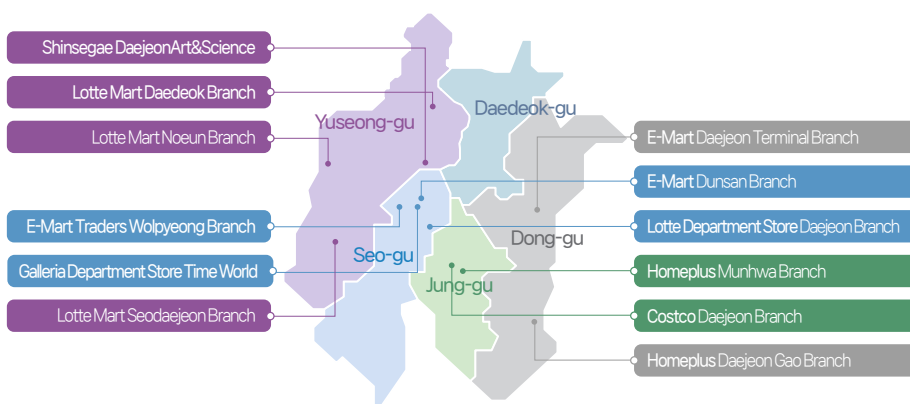 Shinsegae DaejeonArt&Science
Lotte Mart Daedeok Branch
Lotte Mart Noeun Branch
E-Mart Traders Wolpyeong Branch
Galleria Department Store Time World
Lotte Mart Seodaejeon Branch
Yuseong-gu
Daedeok-gu
Seo-gu
Dong-gu
Jung-gu
E-Mart Daejeon Terminal Branch
E-Mart Dunsan Branch
Lotte Department Store Daejeon Branch
Homeplus Munhwa Branch
Costco Daejeon Branch
Homeplus Daejeon Gao Branch